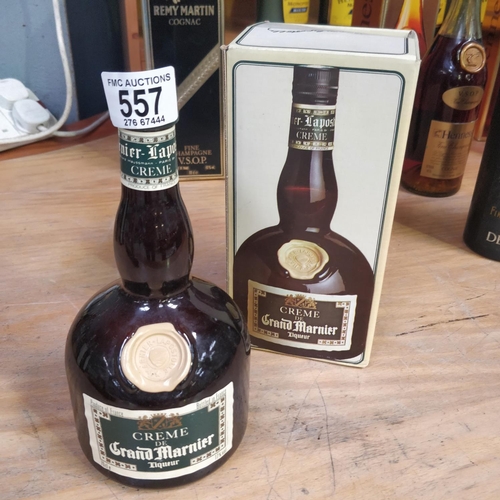 REMY MARTIN
COGNAC
FINE
CHAMPAGNE
V.S.O.P.
FMC AUCTIONS
557
276 67444
nier-Lapos
CREME
CREME
DE
Grand Marnier
Liqueur
nier-Lapos
CREME
CREME
DE
Grand Marnier
Liqueur